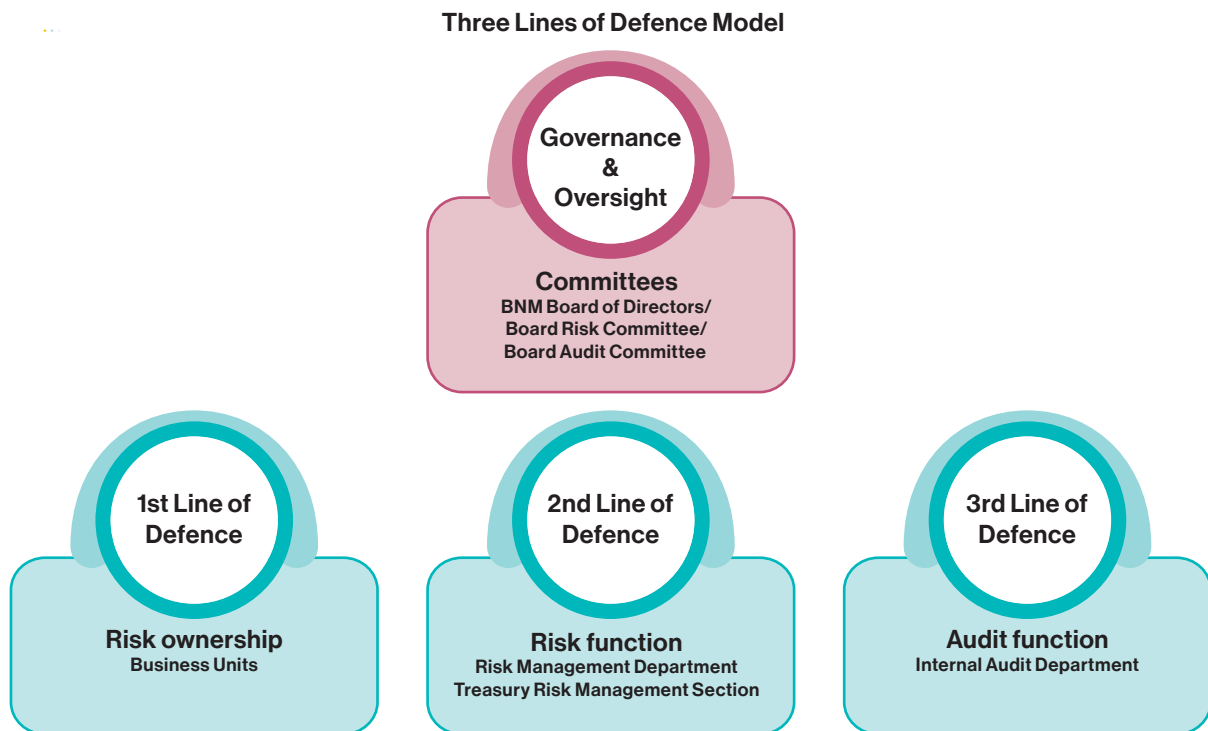 Three Lines of Defence Model
Governance
&
Oversight
Committees
BNM Board of Directors/
Board Risk Committee/
Board Audit Committee
1st Line of
Defence
Risk ownership
Business Units
2nd Line of
Defence
Risk function
Risk Management Department
Treasury Risk Management Section
3rd Line of
Defence
Audit function
Internal Audit Department